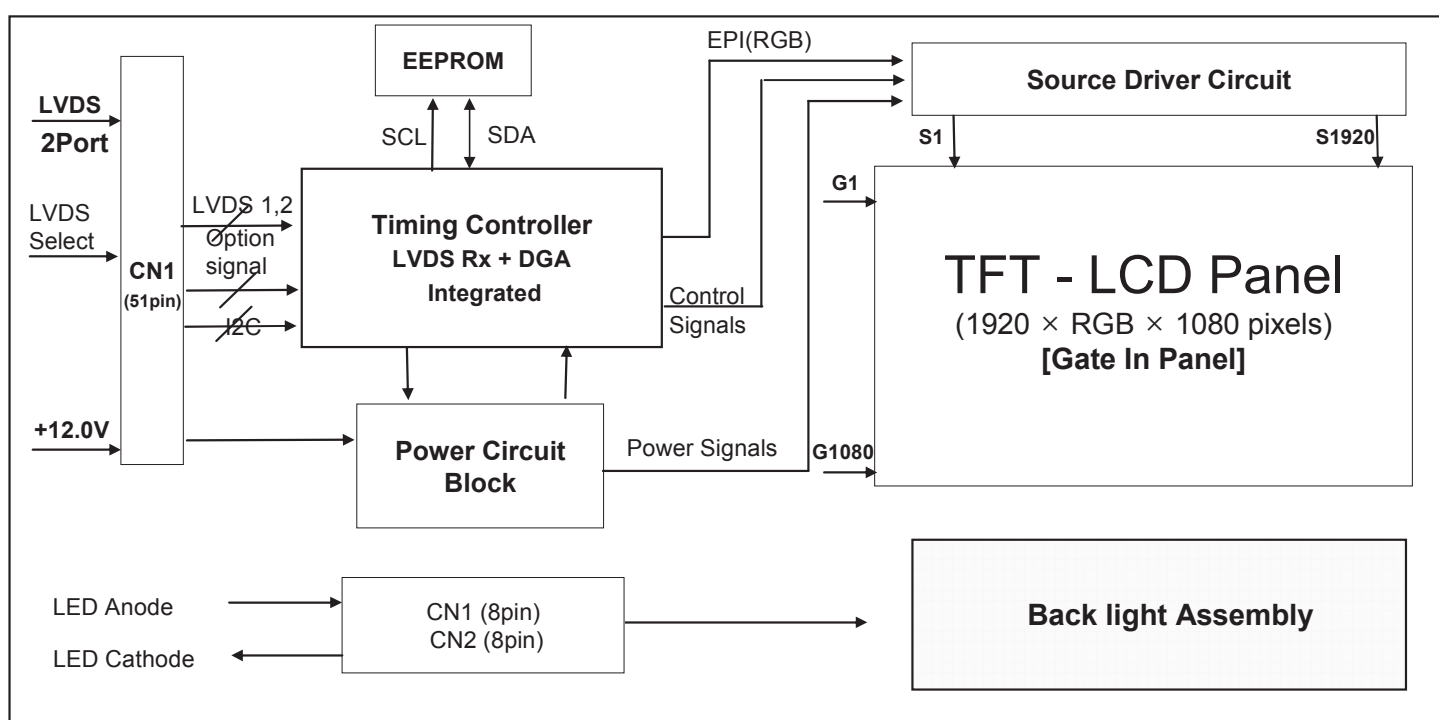 EEPROM
EPI(RGB)
Source Driver Circuit
LVDS
2Port
SCL
SDA
S1
S1920
LVDS
Select
CN1
(51pin)
LVDS 1,2
Option
signal
I2C
Timing Controller
LVDS Rx + DGA
Integrated
Control
Signals
G1
TFT - LCD Panel
(1920 × RGB × 1080 pixels)
[Gate In Panel]
+12.0V
Power Circuit
Block
Power Signals
G1080
LED Anode
LED Cathode
CN1 (8pin)
CN2 (8pin)
Back light Assembly